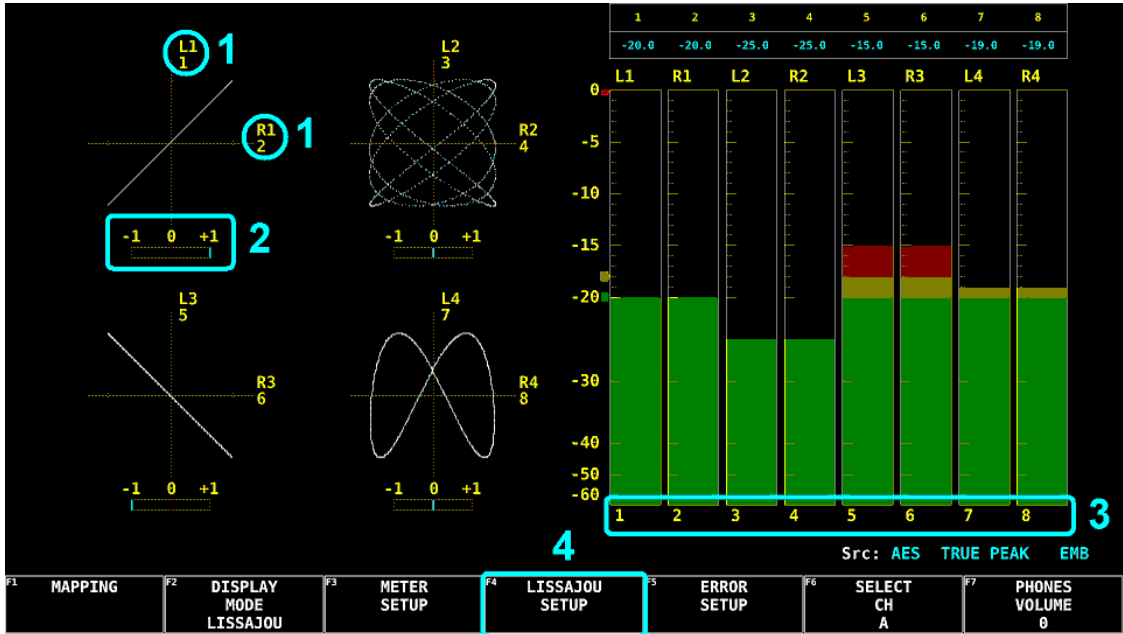 L1
1
1
R1
2
1
-1 0 +1
2
L2
3
R2
4
-1 0 +1
L3
5
R3
6
-1 0 +1
L4
7
R4
8
-1 0 +1
1 2 3 4 5 6 7 8
-20.0 -20.0 -25.0 -25.0 -15.0 -15.0 -19.0 -19.0
L1 R1 L2 R2 L3 R3 L4 R4
0
-5
-10
-15
-20
-30
-40
-50
-60
1 2 3 4 5 6 7 8
3
Src: AES TRUE PEAK EMB
4
F1 MAPPING
F2 DISPLAY
MODE
LISSAJOU
F3 METER
SETUP
F4 LISSAJOU
SETUP
F5 ERROR
SETUP
F6 SELECT
CH
A
F7 PHONES
VOLUME
0